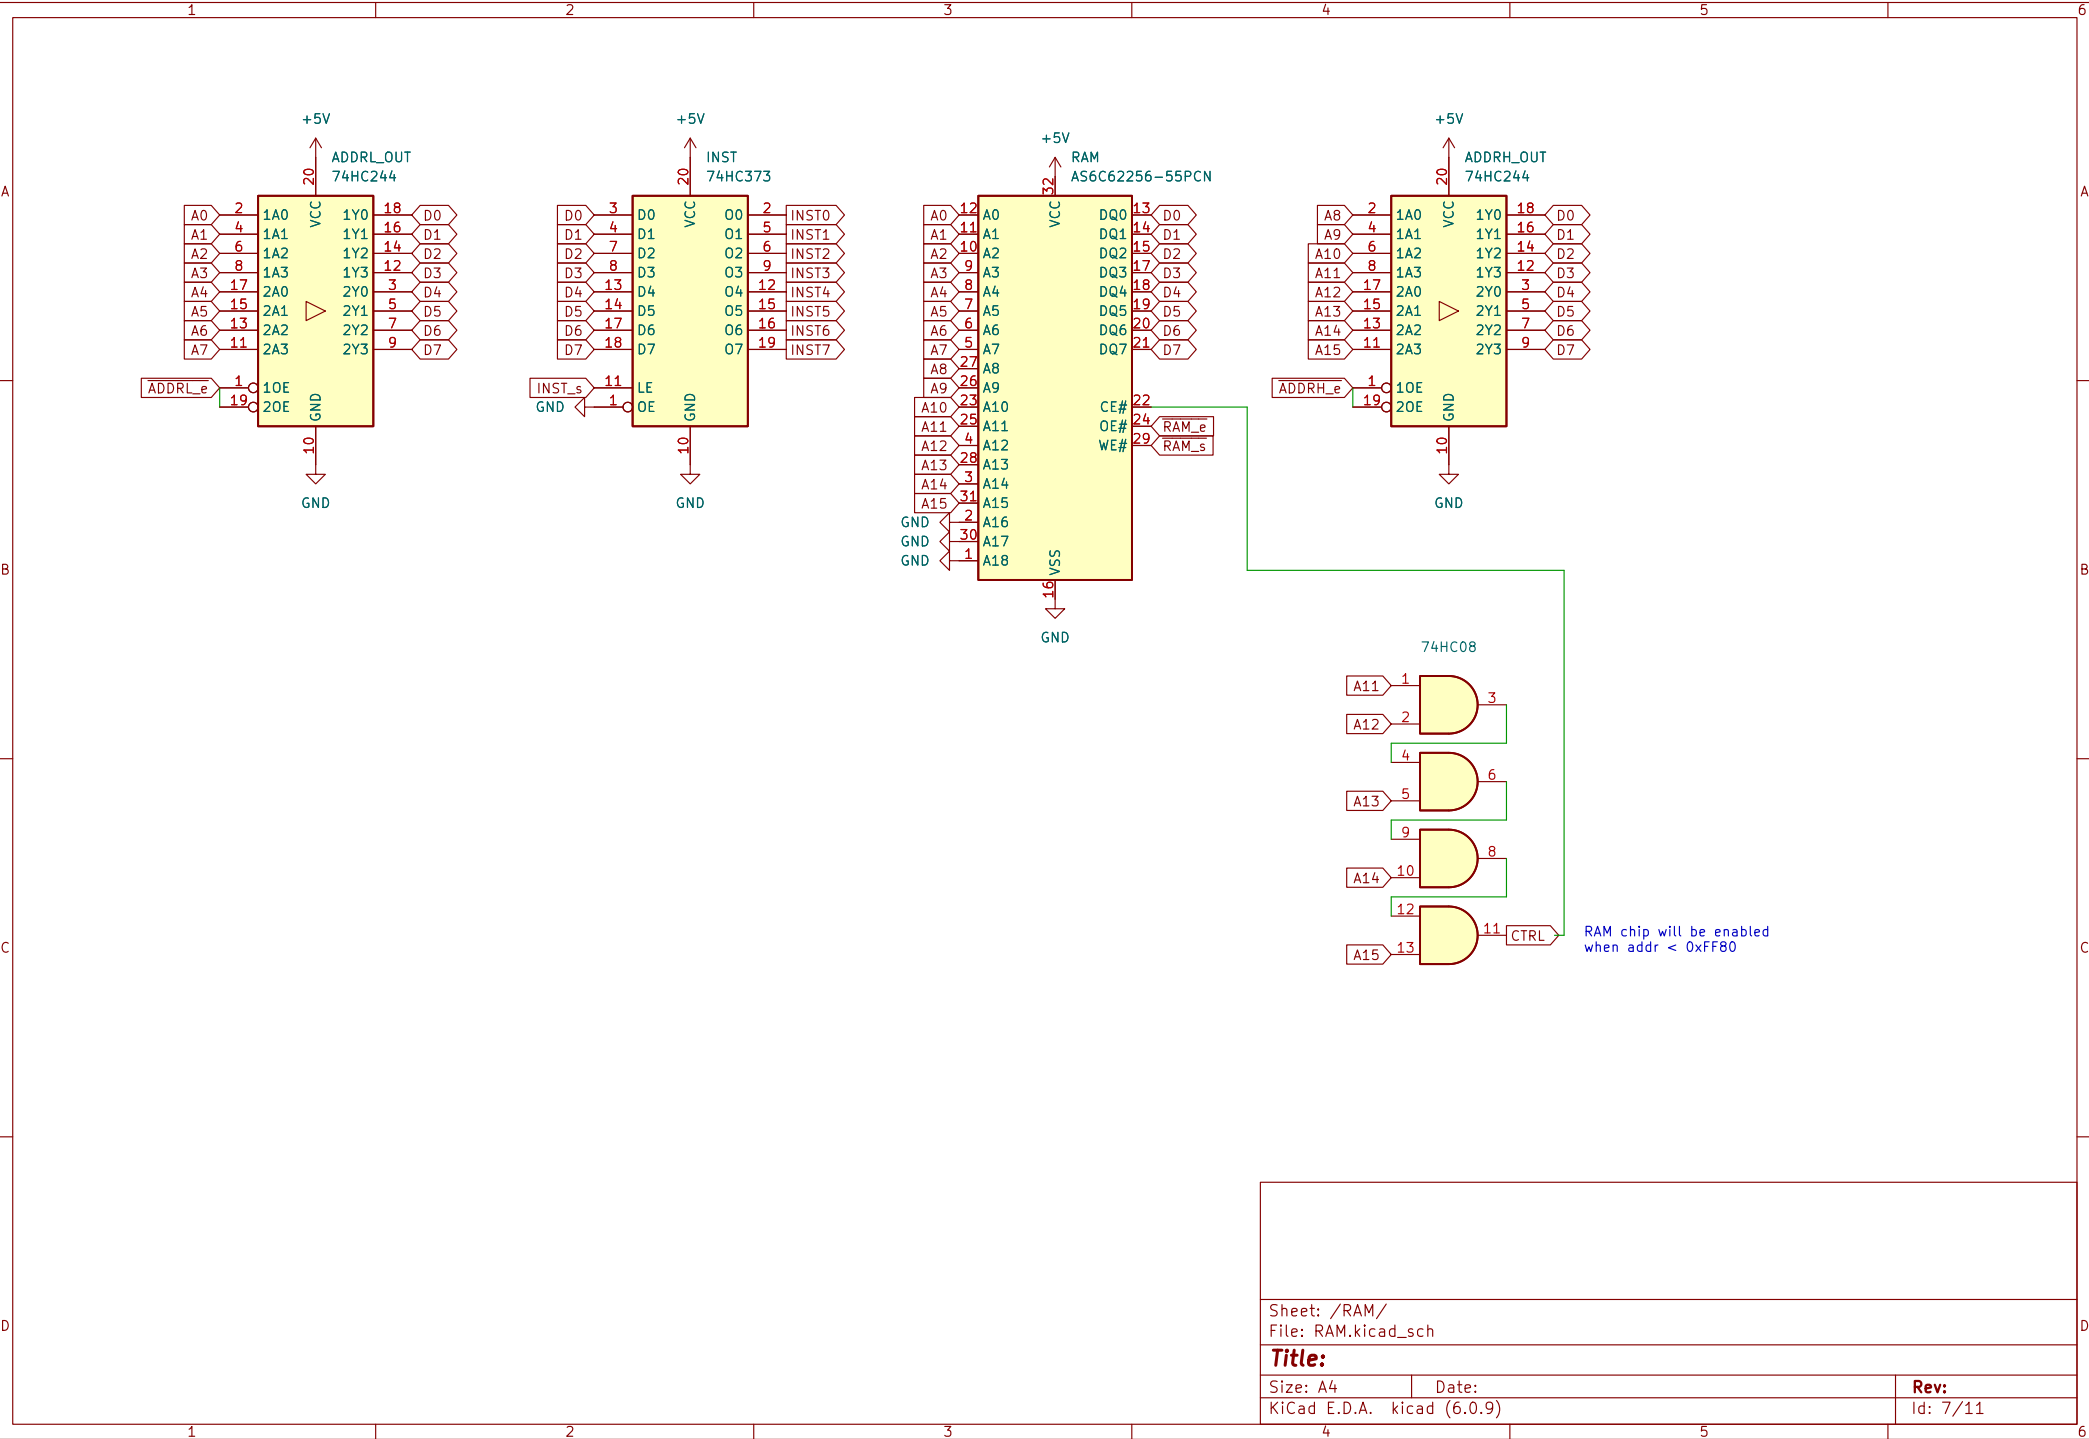 1 2 3 4 5 6
A A
B B
C C
D D
+5V
ADDRL_OUT
74HC244
20
VCC
A0 2 1A0 1Y0 18 D0
A1 4 1A1 1Y1 16 D1
A2 6 1A2 1Y2 14 D2
A3 8 1A3 1Y3 12 D3
A4 17 2A0 2Y0 3 D4
A5 15 2A1 2Y1 5 D5
A6 13 2A2 2Y2 7 D6
A7 11 2A3 2Y3 9 D7
ADDRL_e 1 1OE
19 2OE
GND
10
GND
+5V
INST
74HC373
20
VCC
D0 3 D0 O0 2 INST0
D1 4 D1 O1 5 INST1
D2 7 D2 O2 6 INST2
D3 8 D3 O3 9 INST3
D4 13 D4 O4 12 INST4
D5 14 D5 O5 15 INST5
D6 17 D6 O6 16 INST6
D7 18 D7 O7 19 INST7
INST_s 11 LE
GND 1 OE
GND
10
GND
+5V
RAM
AS6C62256-55PCN
32
VCC
A0 12 A0 DQ0 13 D0
A1 11 A1 DQ1 14 D1
A2 10 A2 DQ2 15 D2
A3 9 A3 DQ3 17 D3
A4 8 A4 DQ4 18 D4
A5 7 A5 DQ5 19 D5
A6 6 A6 DQ6 20 D6
A7 5 A7 DQ7 21 D7
A8 27 A8
A9 26 A9
A10 23 A10 CE# 22
A11 25 A11 OE# 24 RAM_e
A12 4 A12 WE# 29 RAM_s
A13 28 A13
A14 3 A14
A15 31 A15
GND 2 A16
GND 30 A17
GND 1 A18
VSS
16
GND
+5V
ADDRH_OUT
74HC244
20
VCC
A8 2 1A0 1Y0 18 D0
A9 4 1A1 1Y1 16 D1
A10 6 1A2 1Y2 14 D2
A11 8 1A3 1Y3 12 D3
A12 17 2A0 2Y0 3 D4
A13 15 2A1 2Y1 5 D5
A14 13 2A2 2Y2 7 D6
A15 11 2A3 2Y3 9 D7
ADDRH_e 1 1OE
19 2OE
GND
10
GND
74HC08
A11 1
3
A12 2
4
6
A13 5
9
8
A14 10
12
11 CTRL
A15 13
RAM chip will be enabled
when addr < 0xFF80
Sheet: /RAM/
File: RAM.kicad_sch
Title:
Size: A4 Date: Rev:
KiCad E.D.A. kicad (6.0.9) Id: 7/11
1 2 3 4 5 6